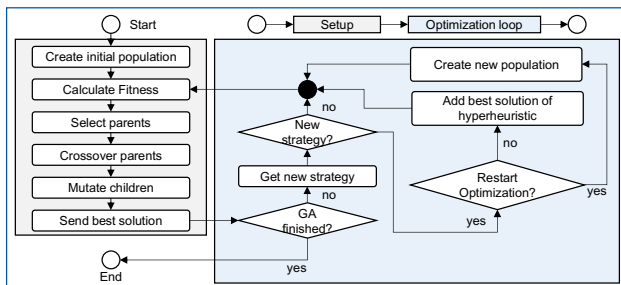 Start
Setup
Optimization loop
Create initial population
Calculate Fitness
Select parents
Crossover parents
Mutate children
Send best solution
End
Create new population
Add best solution of
hyperheuristic
no
New
strategy?
no
Get new strategy
no
GA
finished?
yes
Restart
Optimization?
yes
yes